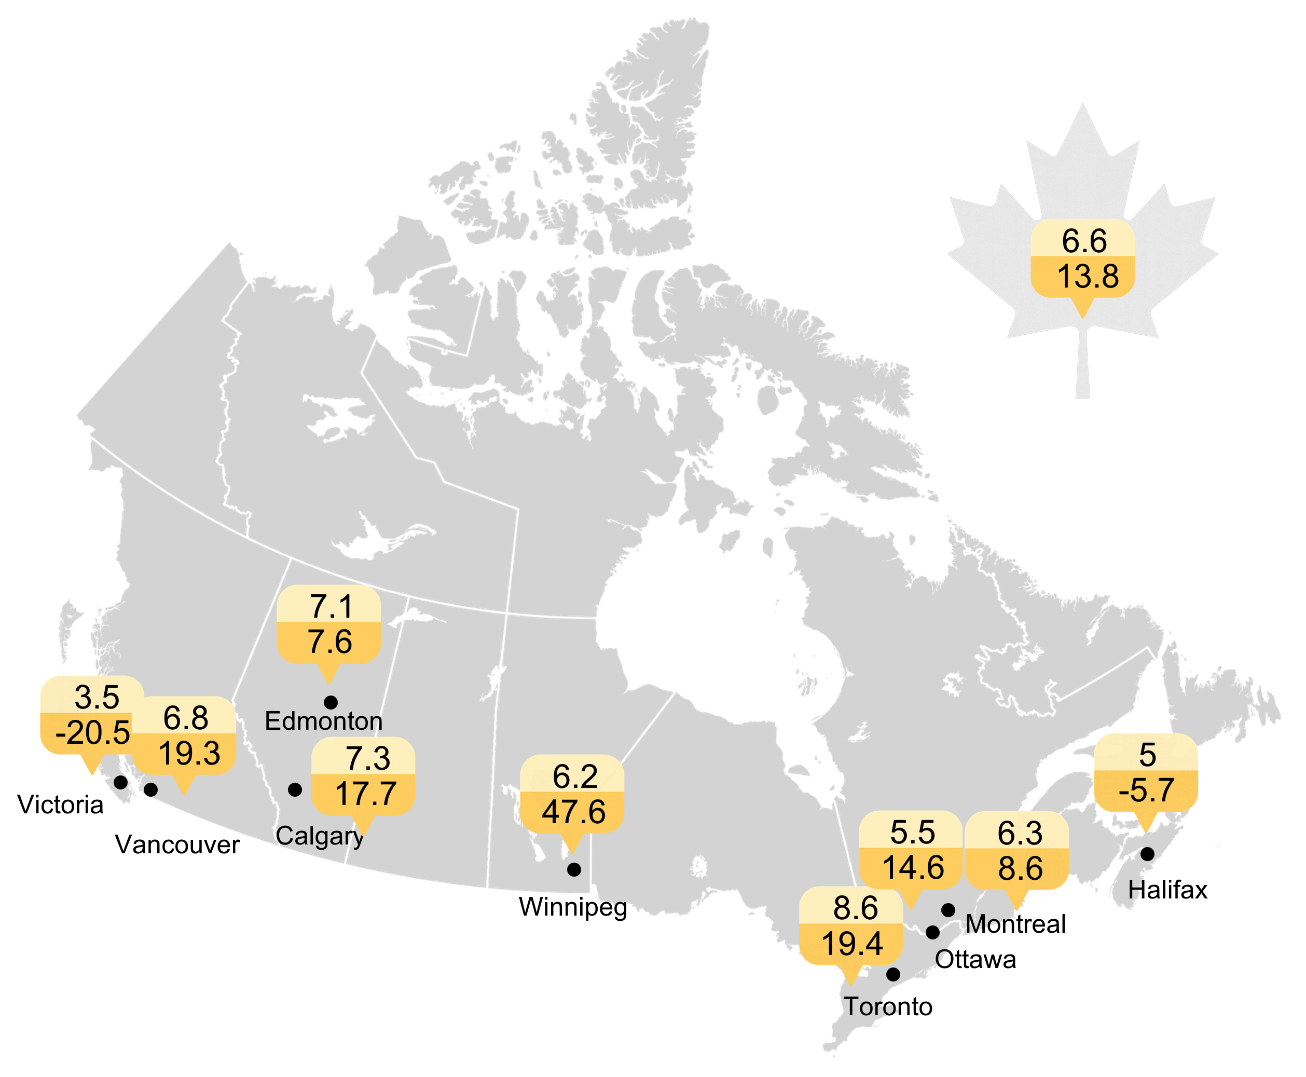 6.6
13.8
7.1
7.6
Edmonton
3.5
-20.5
Victoria
6.8
19.3
Vancouver
7.3
17.7
Calgary
6.2
47.6
Winnipeg
5
-5.7
Halifax
5.5
14.6
6.3
8.6
Montreal
Ottawa
8.6
19.4
Toronto